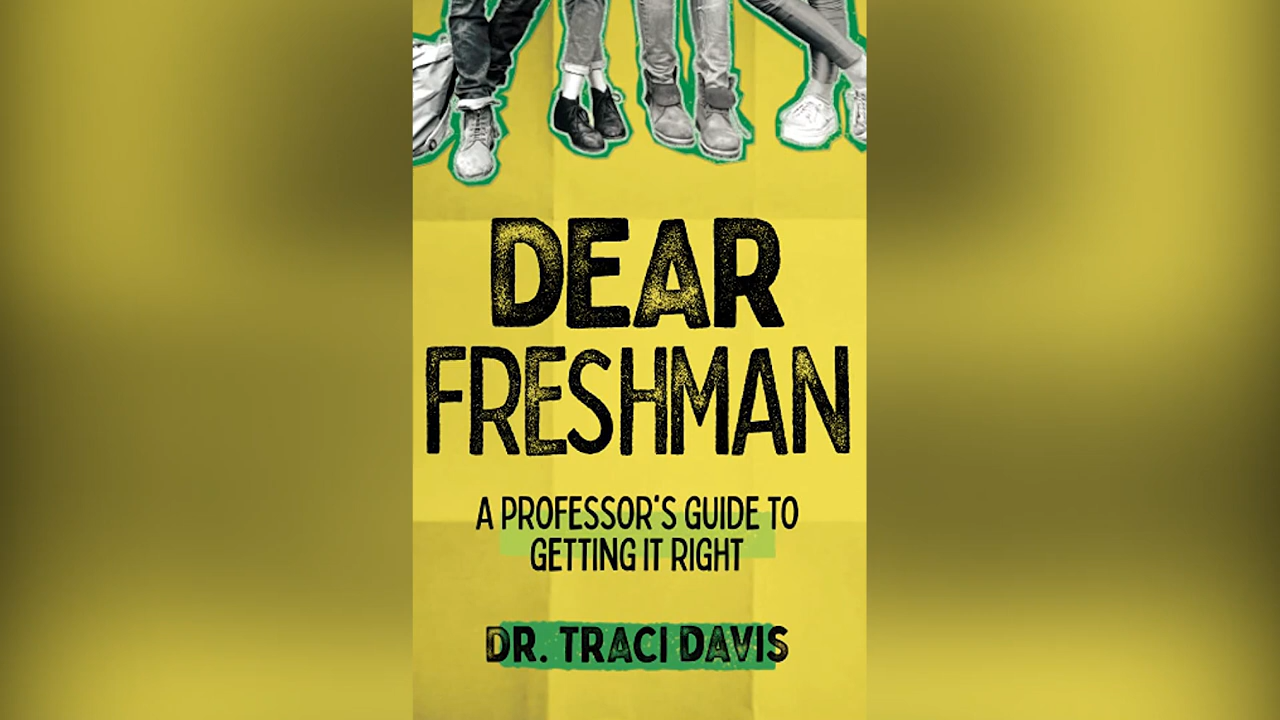 DEAR
FRESHMAN
A PROFESSOR'S GUIDE TO
GETTING IT RIGHT
DR. TRACI DAVIS